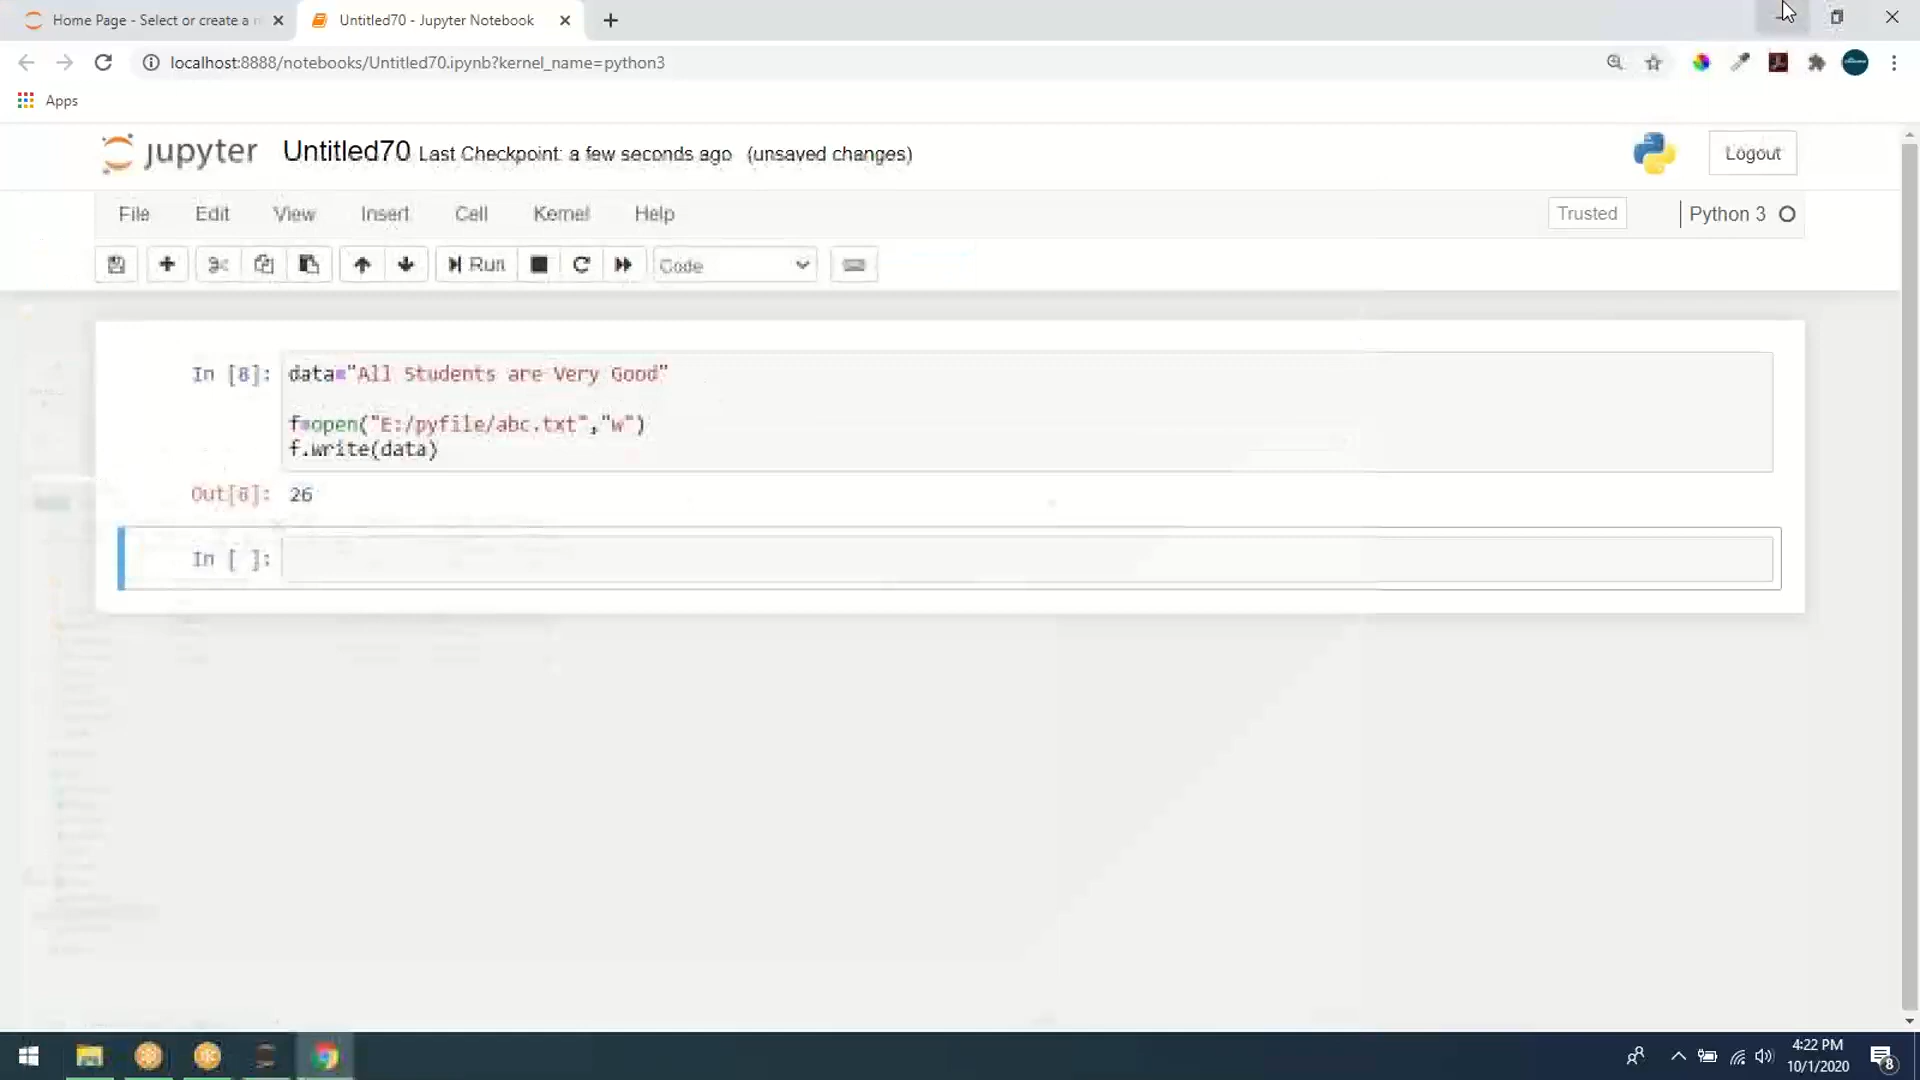 Home Page - Select or create a n
Untitled70 - Jupyter Notebook
localhost:8888/notebooks/Untitled70.ipynb?kernel_name=python3
Apps
jupyter Untitled70 Last Checkpoint: a few seconds ago (unsaved changes)
Logout
File Edit View Insert Cell Kernel Help
Trusted
Python 3
Run
Code
In [8]: data="All Students are Very Good"
f=open("E:/pyfile/abc.txt","w")
f.write(data)
Out[8]: 26
In [ ]:
4:22 PM
10/1/2020
8